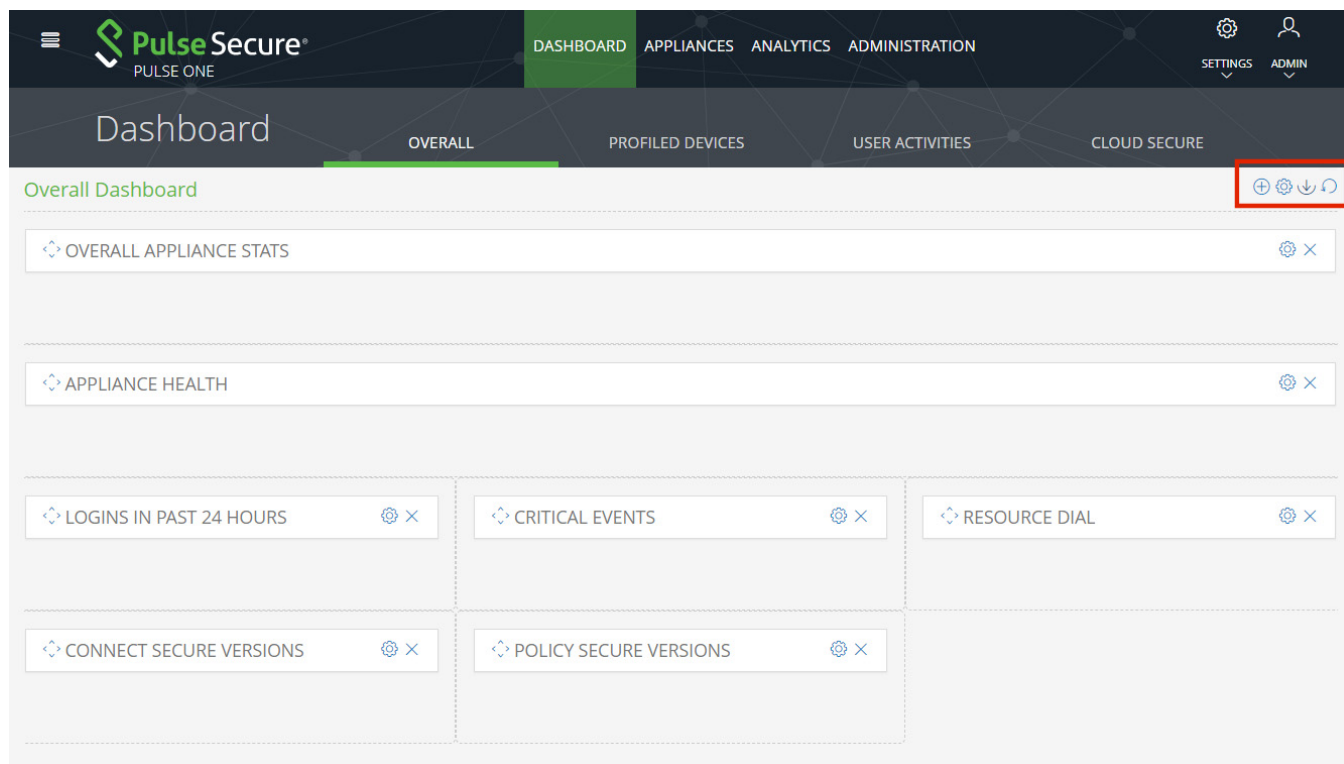 Pulse Secure®
PULSE ONE
DASHBOARD APPLIANCES ANALYTICS ADMINISTRATION
SETTINGS ADMIN
Dashboard OVERALL PROFILED DEVICES USER ACTIVITIES CLOUD SECURE
Overall Dashboard
OVERALL APPLIANCE STATS
APPLIANCE HEALTH
LOGINS IN PAST 24 HOURS CRITICAL EVENTS RESOURCE DIAL
CONNECT SECURE VERSIONS POLICY SECURE VERSIONS